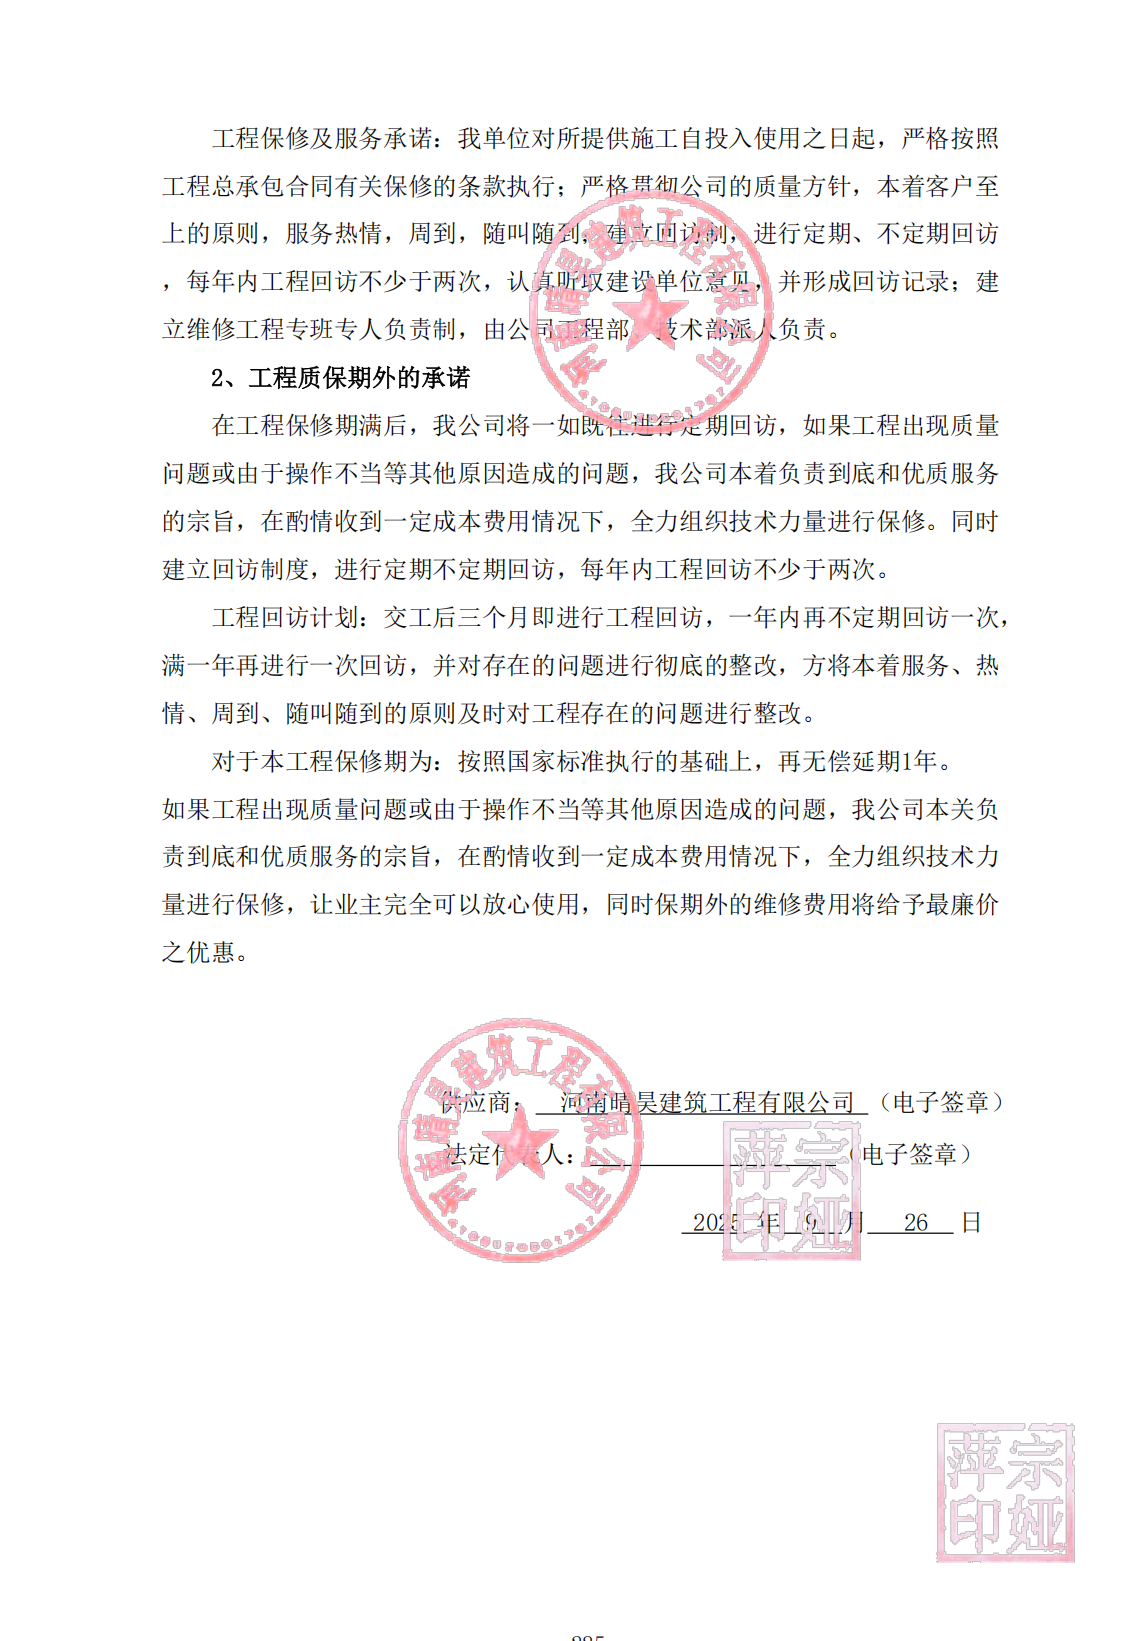 工程保修及服务承诺：我单位对所提供施工自投入使用之日起，严格按照
工程总承包合同有关保修的条款执行；严格贯彻公司的质量方针，本着客户至
上的原则，服务热情，周到，随叫随到，建立回访制，进行定期、不定期回访
，每年内工程回访不少于两次，认真听取建设单位意见，并形成回访记录；建
立维修工程专班专人负责制，由公司工程部、技术部派人负责。
2、工程质保期外的承诺
在工程保修期满后，我公司将一如既往进行定期回访，如果工程出现质量
问题或由于操作不当等其他原因造成的问题，我公司本着负责到底和优质服务
的宗旨，在酌情收到一定成本费用情况下，全力组织技术力量进行保修。同时
建立回访制度，进行定期不定期回访，每年内工程回访不少于两次。
工程回访计划：交工后三个月即进行工程回访，一年内再不定期回访一次，
满一年再进行一次回访，并对存在的问题进行彻底的整改，方将本着服务、热
情、周到、随叫随到的原则及时对工程存在的问题进行整改。
对于本工程保修期为：按照国家标准执行的基础上，再无偿延期1年。
如果工程出现质量问题或由于操作不当等其他原因造成的问题，我公司本关负
责到底和优质服务的宗旨，在酌情收到一定成本费用情况下，全力组织技术力
量进行保修，让业主完全可以放心使用，同时保期外的维修费用将给予最廉价
之优惠。
河南晴昊建筑工程有限公司
供应商：河南晴昊建筑工程有限公司（电子签章）
法定代表人：（电子签章）
2025 年 9 月 26 日
河南晴昊建筑工程有限公司
宗娅萍印
宗娅萍印